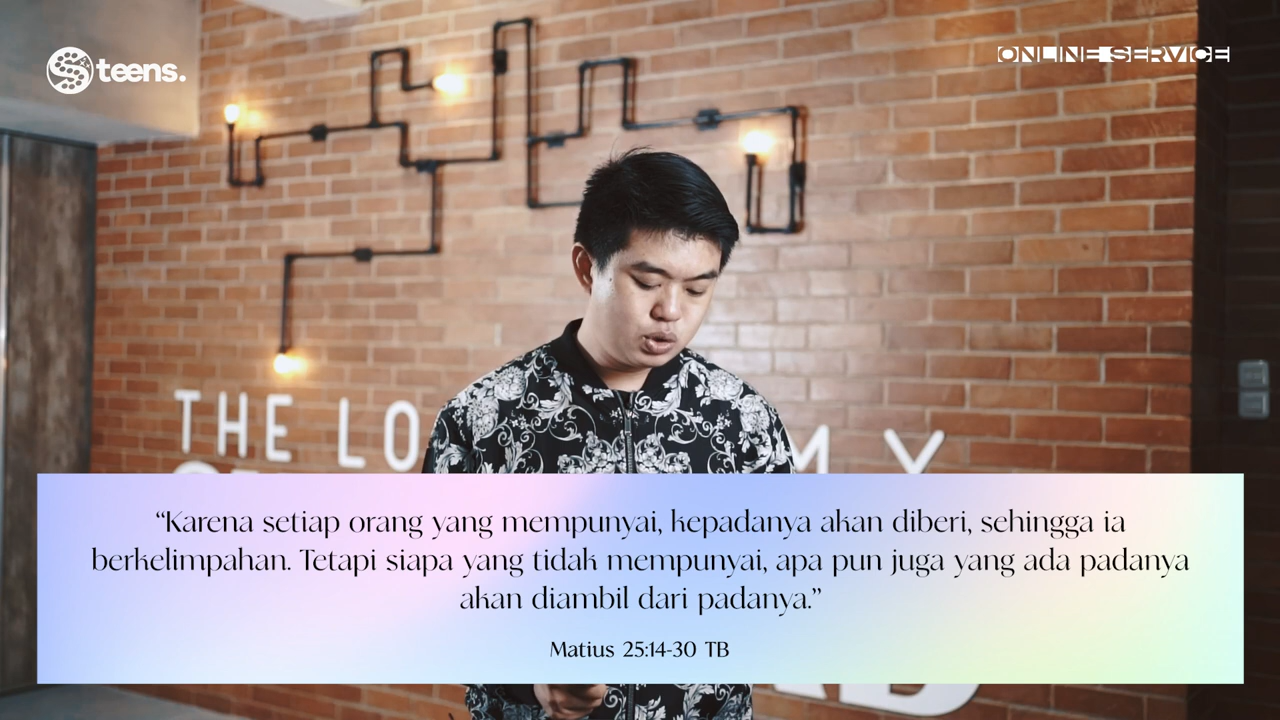 S teens.
ONLINE SERVICE
THE LO
M Y
“Karena setiap orang yang mempunyai, kepadanya akan diberi, sehingga ia
berkelimpahan. Tetapi siapa yang tidak mempunyai, apa pun juga yang ada padanya
akan diambil dari padanya.”
Matius 25:14-30 TB